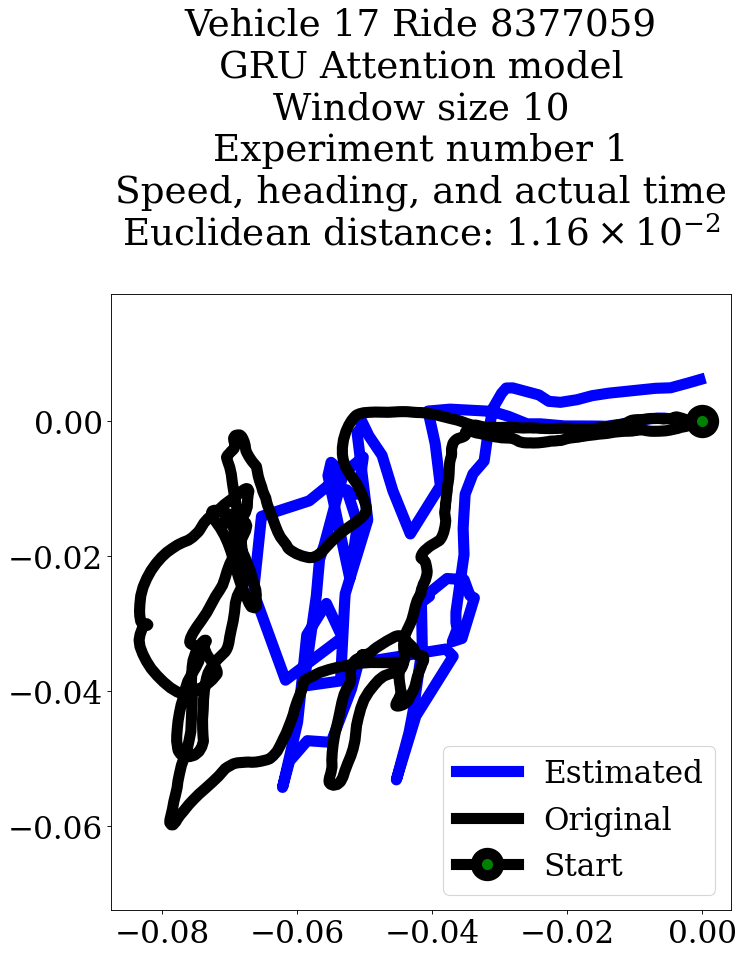 Vehicle 17 Ride 8377059
GRU Attention model
Window size 10
Experiment number 1
Speed, heading, and actual time
Euclidean distance: 1.16 × 10⁻²
0.00
−0.02
−0.04
−0.06
Estimated
Original
Start
−0.08 −0.06 −0.04 −0.02 0.00